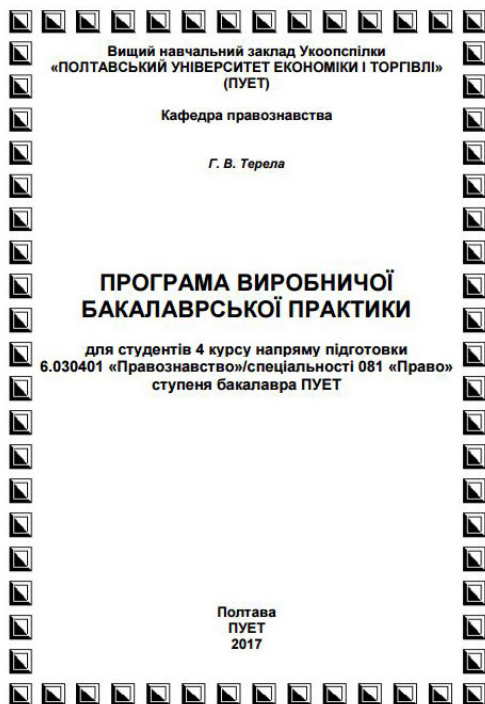 Вищий навчальний заклад Укоопспілки
«ПОЛТАВСЬКИЙ УНІВЕРСИТЕТ ЕКОНОМІКИ І ТОРГІВЛІ»
(ПУЕТ)
Кафедра правознавства
Г. В. Терела
ПРОГРАМА ВИРОБНИЧОЇ
БАКАЛАВРСЬКОЇ ПРАКТИКИ
для студентів 4 курсу напряму підготовки
6.030401 «Правознавство»/спеціальності 081 «Право»
ступеня бакалавра ПУЕТ
Полтава
ПУЕТ
2017